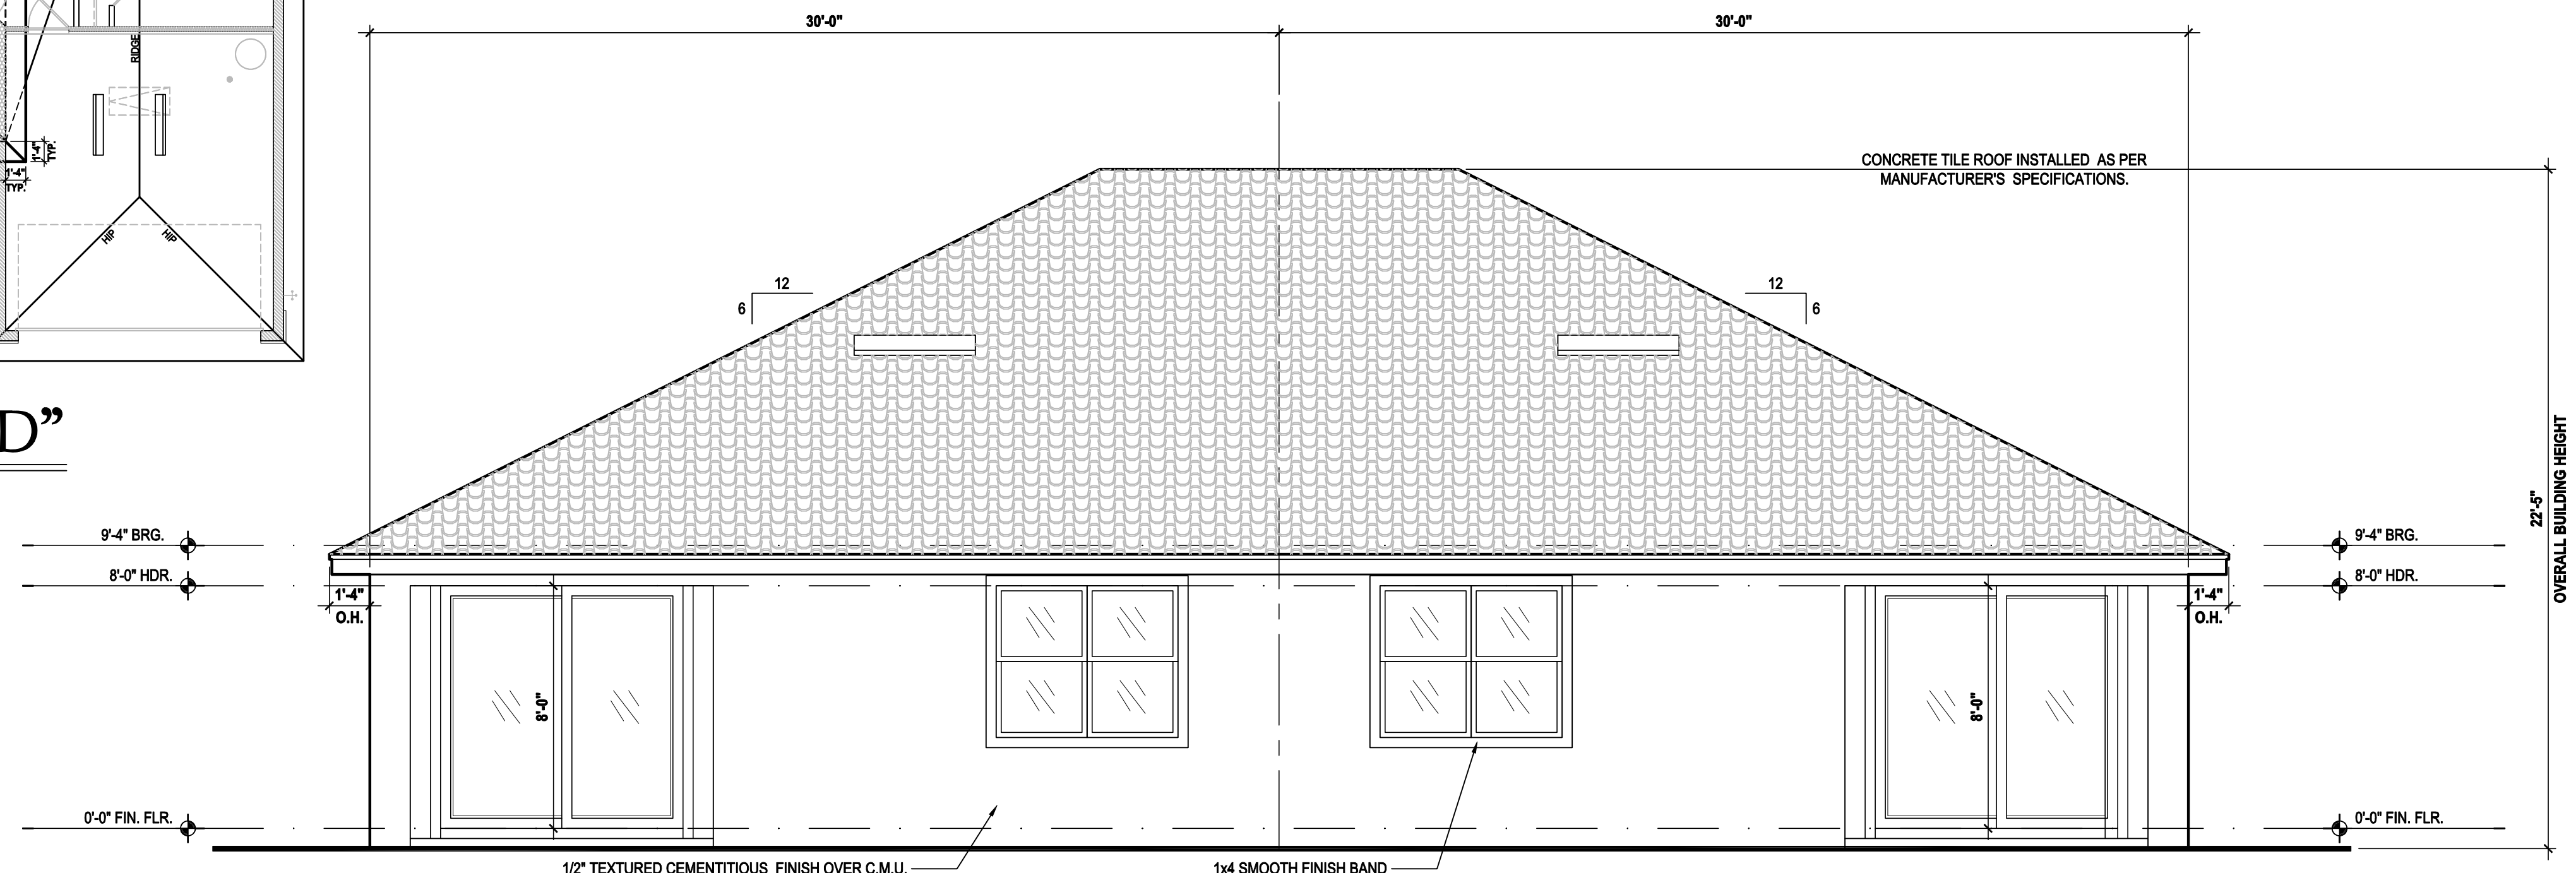 30'-0"
30'-0"
RIDGE
1'-4"
TYP.
1'-4"
TYP.
HIP
HIP
CONCRETE TILE ROOF INSTALLED AS PER
MANUFACTURER'S SPECIFICATIONS.
12
6
12
6
D”
22'-5"
OVERALL BUILDING HEIGHT
9'-4" BRG.
9'-4" BRG.
8'-0" HDR.
8'-0" HDR.
1'-4"
O.H.
1'-4"
O.H.
8'-0"
8'-0"
0'-0" FIN. FLR.
0'-0" FIN. FLR.
1/2" TEXTURED CEMENTITIOUS FINISH OVER C.M.U.
1x4 SMOOTH FINISH BAND